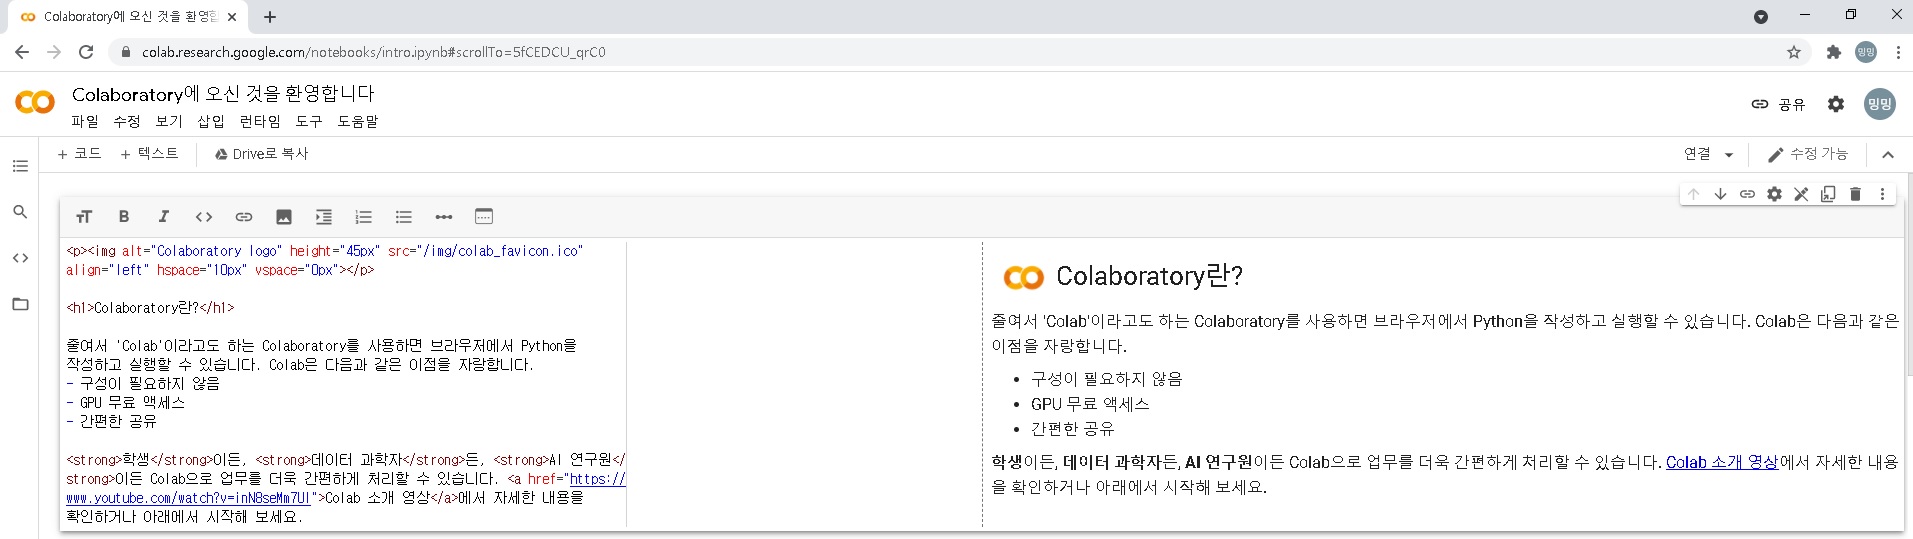 Colaboratory에 오신 것을 환영합
colab.research.google.com/notebooks/intro.ipynb#scrollTo=5fCEDCU_qrC0
밍밍
Colaboratory에 오신 것을 환영합니다
공유
밍밍
파일 수정 보기 삽입 런타임 도구 도움말
+ 코드 + 텍스트 Drive로 복사
연결 수정 가능
<p><img alt="Colaboratory logo" height="45px" src="/img/colab_favicon.ico"
align="left" hspace="10px" vspace="0px"></p>
<h1>Colaboratory란?</h1>
줄여서 'Colab'이라고도 하는 Colaboratory를 사용하면 브라우저에서 Python을
작성하고 실행할 수 있습니다. Colab은 다음과 같은 이점을 자랑합니다.
- 구성이 필요하지 않음
- GPU 무료 액세스
- 간편한 공유
<strong>학생</strong>이든, <strong>데이터 과학자</strong>든, <strong>AI 연구원</
strong>이든 Colab으로 업무를 더욱 간편하게 처리할 수 있습니다. <a href="https://
www.youtube.com/watch?v=inN8seMm7UI">Colab 소개 영상</a>에서 자세한 내용을
확인하거나 아래에서 시작해 보세요.
Colaboratory란?
줄여서 'Colab'이라고도 하는 Colaboratory를 사용하면 브라우저에서 Python을 작성하고 실행할 수 있습니다. Colab은 다음과 같은
이점을 자랑합니다.
• 구성이 필요하지 않음
• GPU 무료 액세스
• 간편한 공유
학생이든, 데이터 과학자든, AI 연구원이든 Colab으로 업무를 더욱 간편하게 처리할 수 있습니다. Colab 소개 영상에서 자세한 내용
을 확인하거나 아래에서 시작해 보세요.